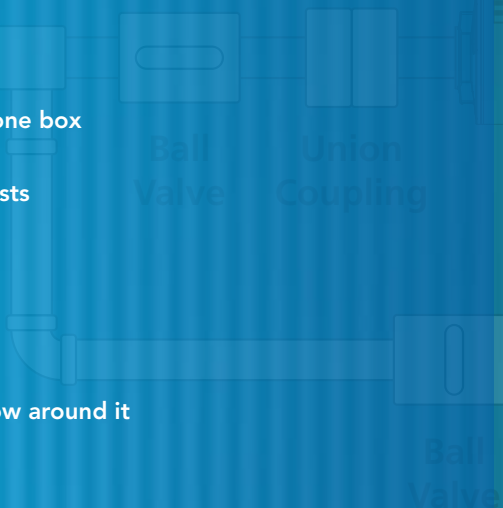 one box
Ball Valve
Union Coupling
sts
ow around it
Ball Valve